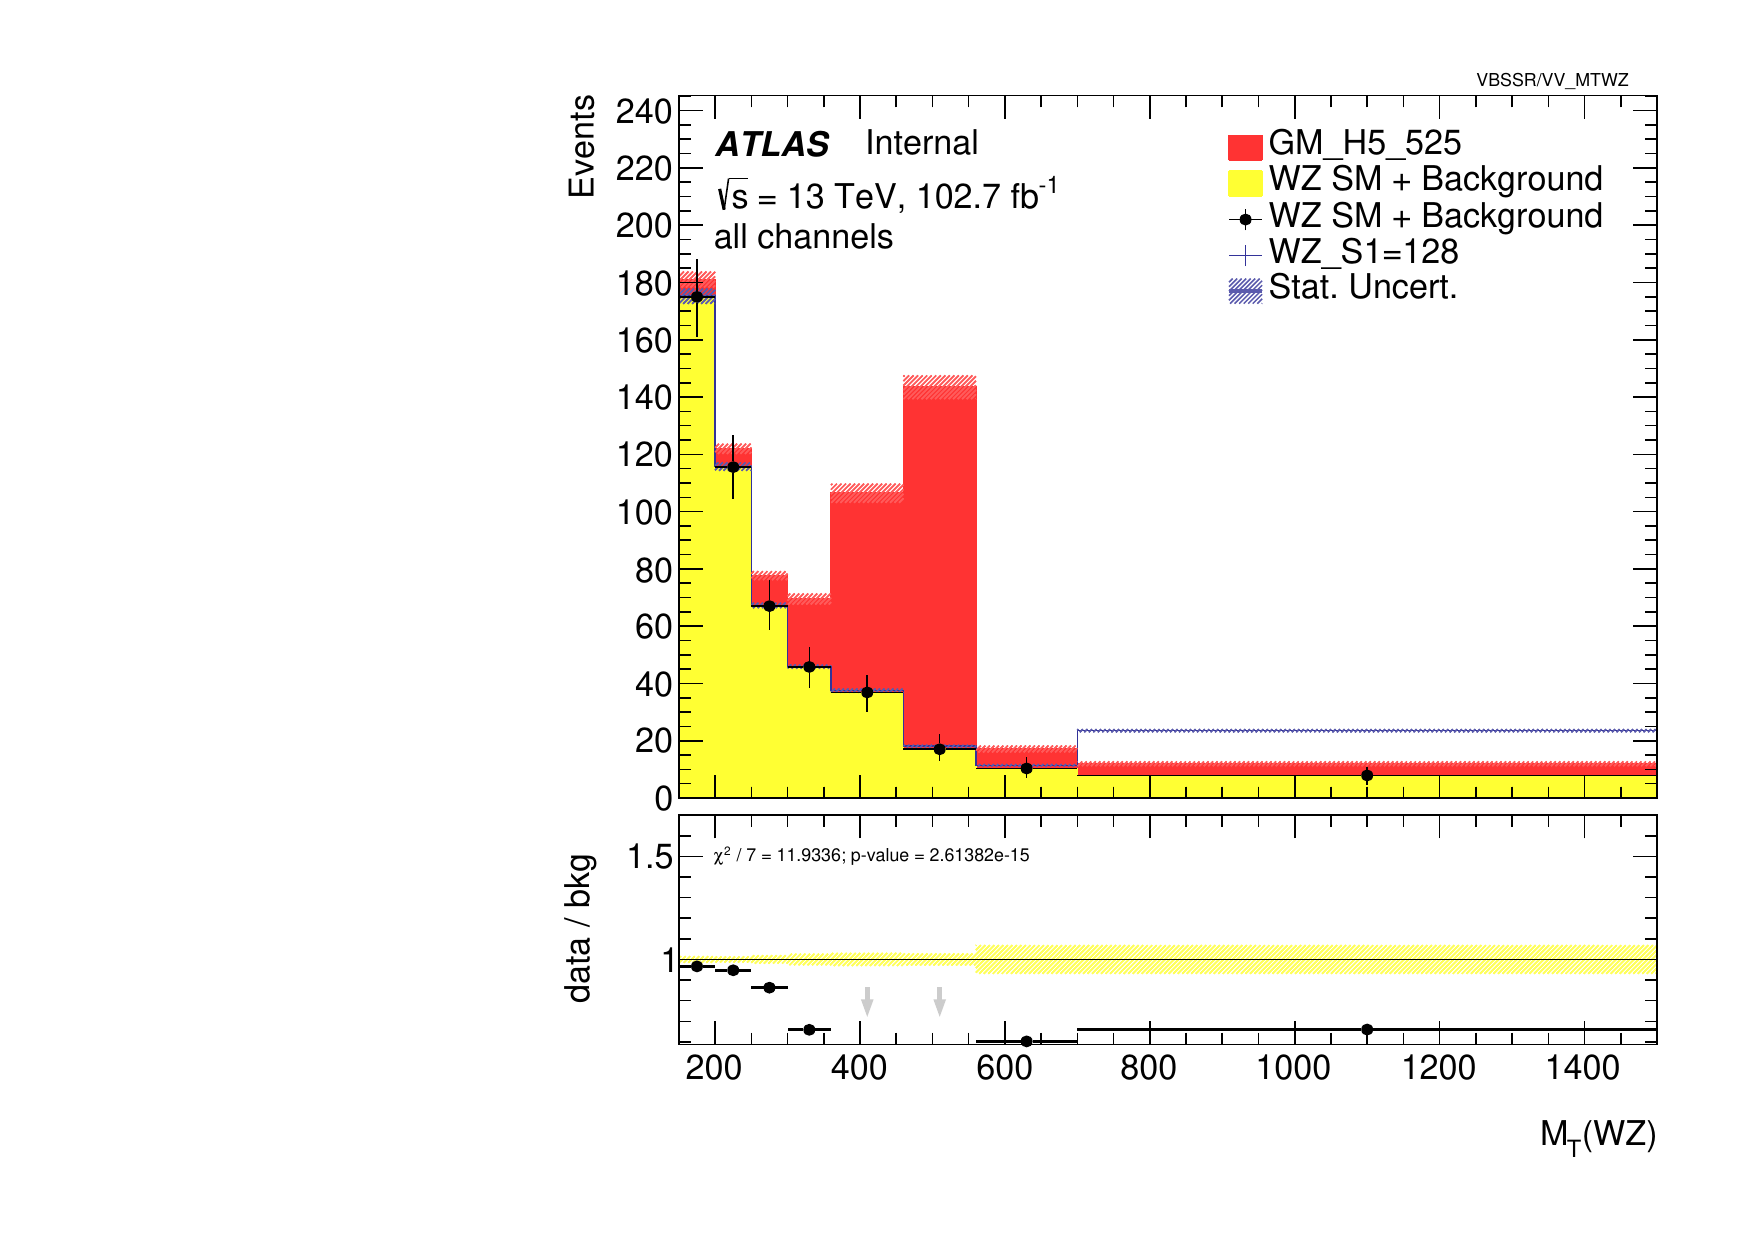 VBSSR/VV_MTWZ
Events
240
220
200
180
160
140
120
100
80
60
40
20
0
ATLAS Internal
√s = 13 TeV, 102.7 fb⁻¹
all channels
GM_H5_525
WZ SM + Background
WZ SM + Background
WZ_S1=128
Stat. Uncert.
data / bkg
1.5
1
χ² / 7 = 11.9336; p-value = 2.61382e-15
200 400 600 800 1000 1200 1400
M_T(WZ)